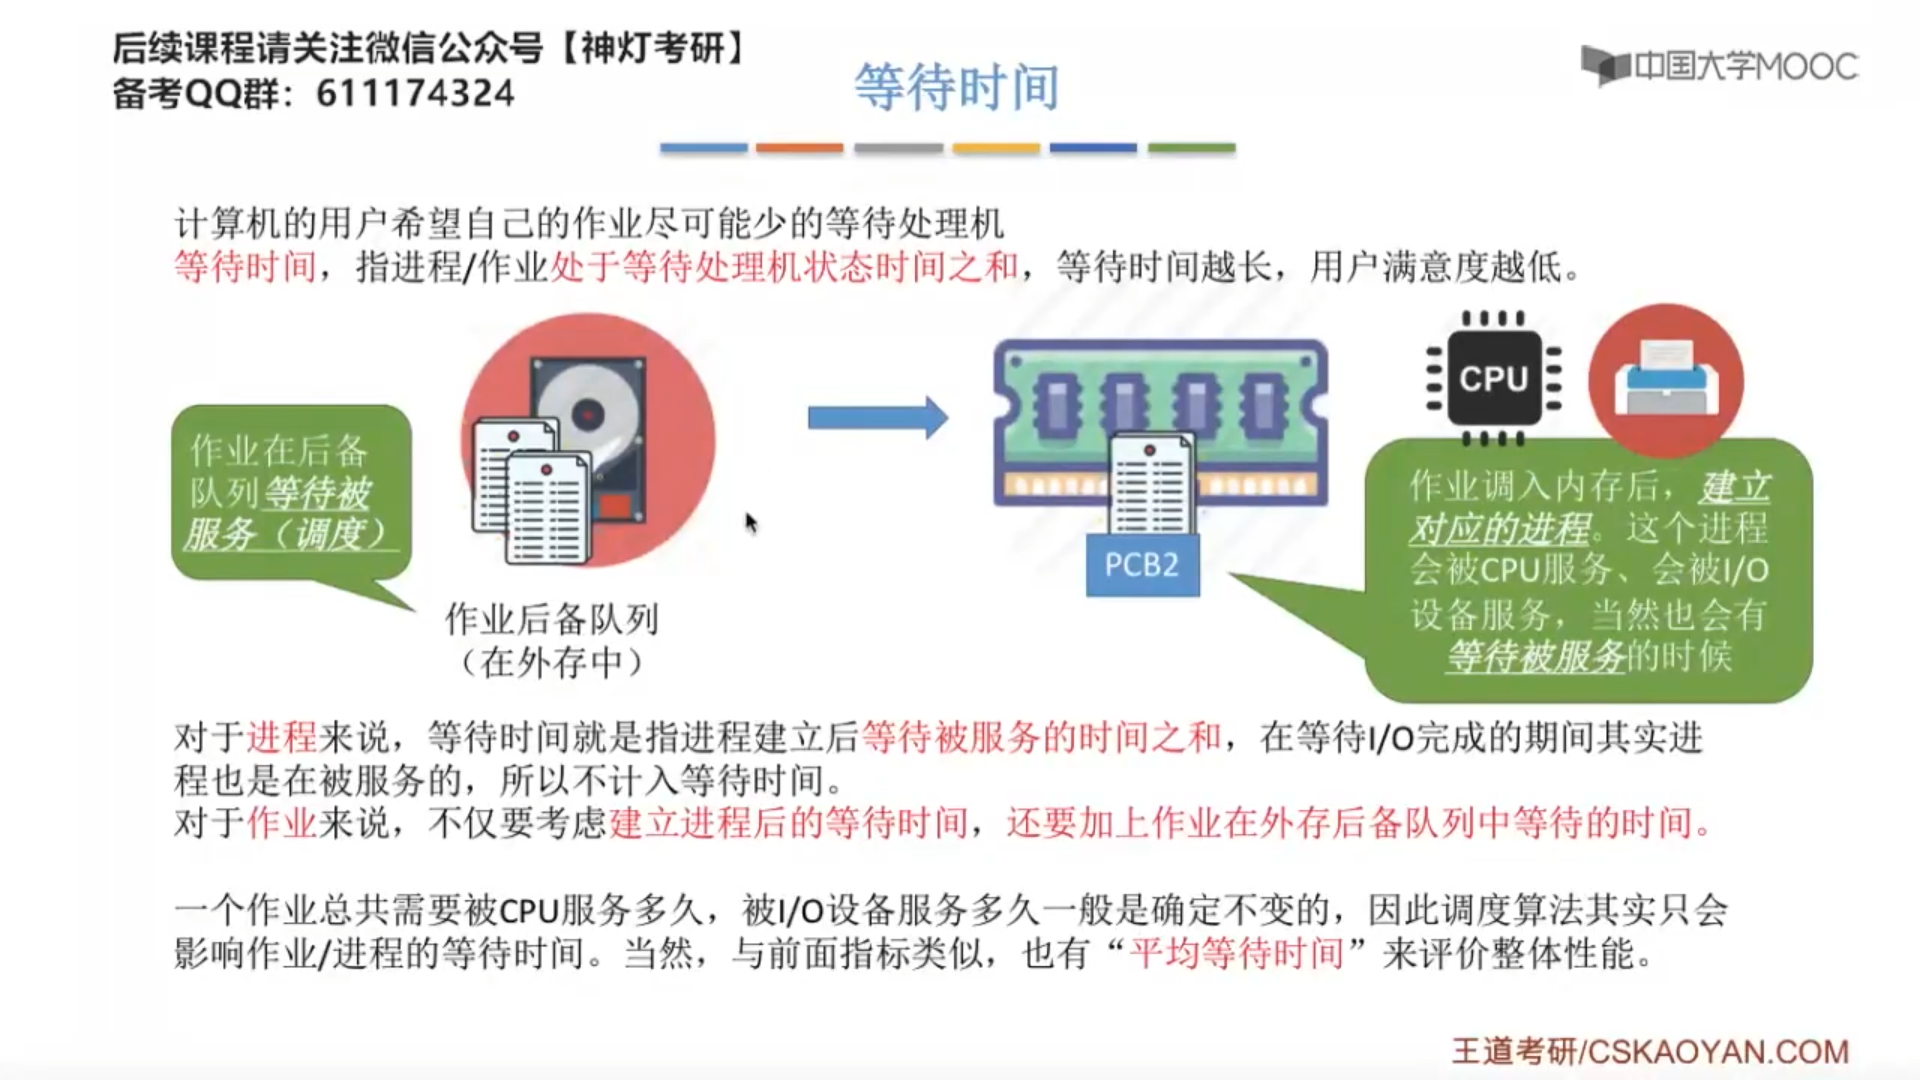 后续课程请关注微信公众号【神灯考研】
备考QQ群：611174324
等待时间
中国大学MOOC
计算机的用户希望自己的作业尽可能少的等待处理机
等待时间，指进程/作业处于等待处理机状态时间之和，等待时间越长，用户满意度越低。
作业在后备
队列等待被
服务（调度）
作业后备队列
（在外存中）
PCB2
CPU
作业调入内存后，建立
对应的进程。这个进程
会被CPU服务、会被I/O
设备服务，当然也会有
等待被服务的时候
对于进程来说，等待时间就是指进程建立后等待被服务的时间之和，在等待I/O完成的期间其实进
程也是在被服务的，所以不计入等待时间。
对于作业来说，不仅要考虑建立进程后的等待时间，还要加上作业在外存后备队列中等待的时间。
一个作业总共需要被CPU服务多久，被I/O设备服务多久一般是确定不变的，因此调度算法其实只会
影响作业/进程的等待时间。当然，与前面指标类似，也有“平均等待时间”来评价整体性能。
王道考研/CSKAOYAN.COM